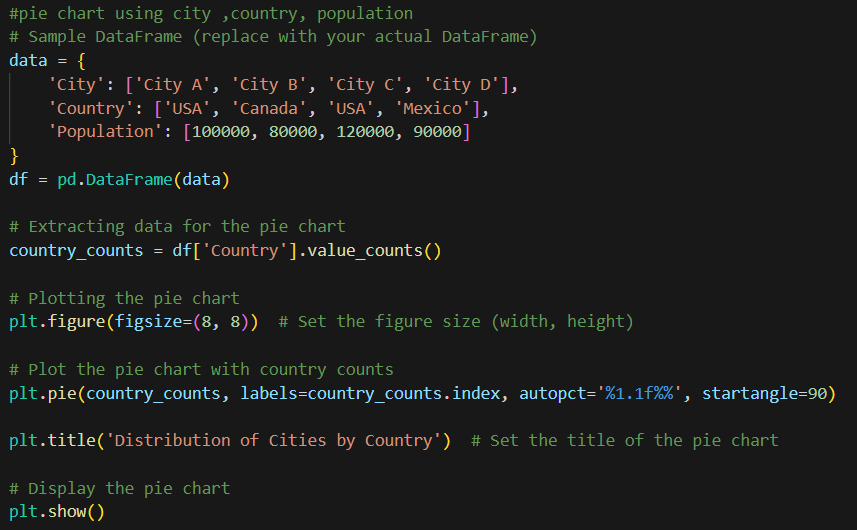 #pie chart using city ,country, population
# Sample DataFrame (replace with your actual DataFrame)
data = {
    'City': ['City A', 'City B', 'City C', 'City D'],
    'Country': ['USA', 'Canada', 'USA', 'Mexico'],
    'Population': [100000, 80000, 120000, 90000]
}
df = pd.DataFrame(data)
# Extracting data for the pie chart
country_counts = df['Country'].value_counts()
# Plotting the pie chart
plt.figure(figsize=(8, 8))  # Set the figure size (width, height)
# Plot the pie chart with country counts
plt.pie(country_counts, labels=country_counts.index, autopct='%1.1f%%', startangle=90)
plt.title('Distribution of Cities by Country')  # Set the title of the pie chart
# Display the pie chart
plt.show()